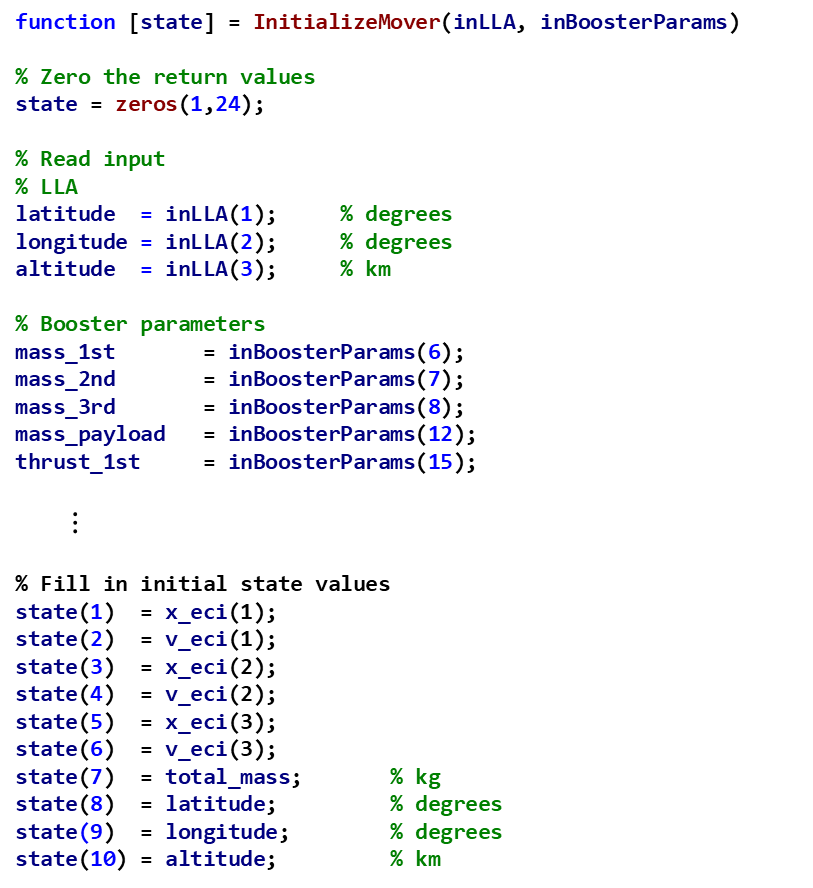 function [state] = InitializeMover(inLLA, inBoosterParams)
% Zero the return values
state = zeros(1,24);
% Read input
% LLA
latitude  = inLLA(1);     % degrees
longitude = inLLA(2);     % degrees
altitude  = inLLA(3);     % km
% Booster parameters
mass_1st       = inBoosterParams(6);
mass_2nd       = inBoosterParams(7);
mass_3rd       = inBoosterParams(8);
mass_payload   = inBoosterParams(12);
thrust_1st     = inBoosterParams(15);
⋮
% Fill in initial state values
state(1)  = x_eci(1);
state(2)  = v_eci(1);
state(3)  = x_eci(2);
state(4)  = v_eci(2);
state(5)  = x_eci(3);
state(6)  = v_eci(3);
state(7)  = total_mass;       % kg
state(8)  = latitude;         % degrees
state(9)  = longitude;        % degrees
state(10) = altitude;         % km